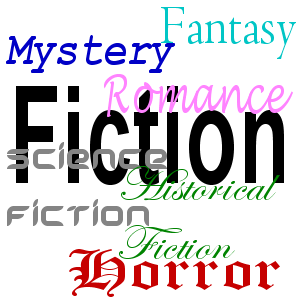 Fantasy
Mystery
Romance
Fiction
Science
Fiction
Historical
Fiction
Horror